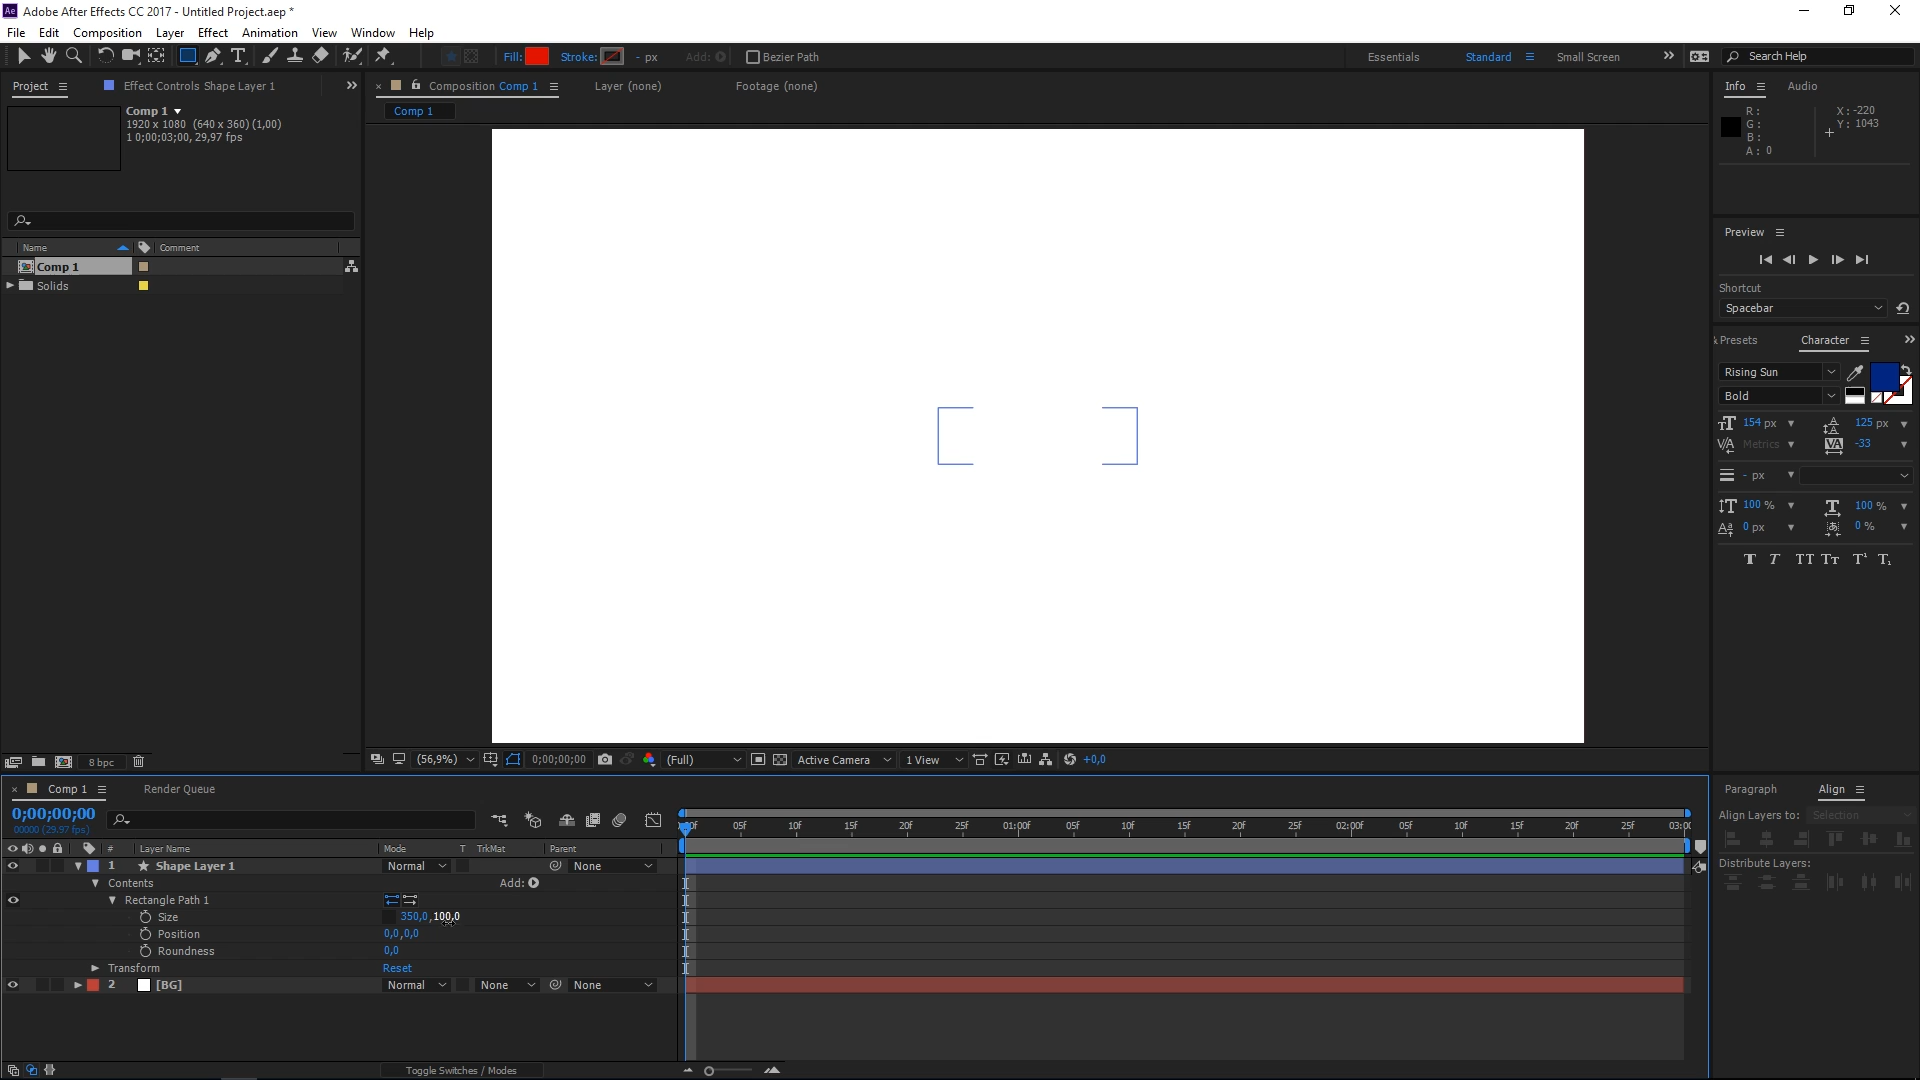 Adobe After Effects CC 2017 - Untitled Project.aep *
File Edit Composition Layer Effect Animation View Window Help
Fill: Stroke: - px Add: Bezier Path Essentials Standard Small Screen Search Help
Project Effect Controls Shape Layer 1
Comp 1
1920 x 1080 (640 x 360) (1,00)
1 0;00;03;00, 29,97 fps
Name Comment
Comp 1
Solids
8 bpc
Composition Comp 1 Layer (none) Footage (none)
Comp 1
(56,9%) 0;00;00;00 (Full) Active Camera 1 View +0,0
Info Audio
R:
G:
B:
A: 0
X: -220
Y: 1043
Preview
Shortcut
Spacebar
& Presets Character
Rising Sun
Bold
154 px 125 px
Metrics -33
- px
100 % 100 %
0 px 0 %
T T TT Tt T¹ T₁
Comp 1 Render Queue
0;00;00;00
00000 (29.97 fps)
05f 10f 15f 20f 25f 01:00f 05f 10f 15f 20f 25f 02:00f 05f 10f 15f 20f 25f 03:00
# Layer Name Mode T TrkMat Parent
1 Shape Layer 1 Normal None
Contents Add:
Rectangle Path 1
Size 350,0,100,0
Position 0,0,0,0
Roundness 0,0
Transform Reset
2 [BG] Normal None None
Toggle Switches / Modes
Paragraph Align
Align Layers to: Selection
Distribute Layers: